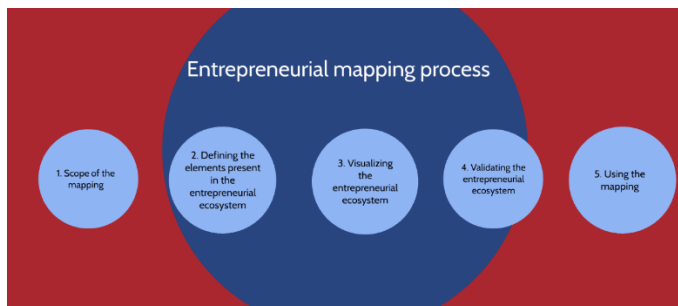 Entrepreneurial mapping process
1. Scope of the
mapping
2. Defining the
elements present
in the
entrepreneurial
ecosystem
3. Visualizing
the
entrepreneurial
ecosystem
4. Validating the
entrepreneurial
ecosystem
5. Using the
mapping